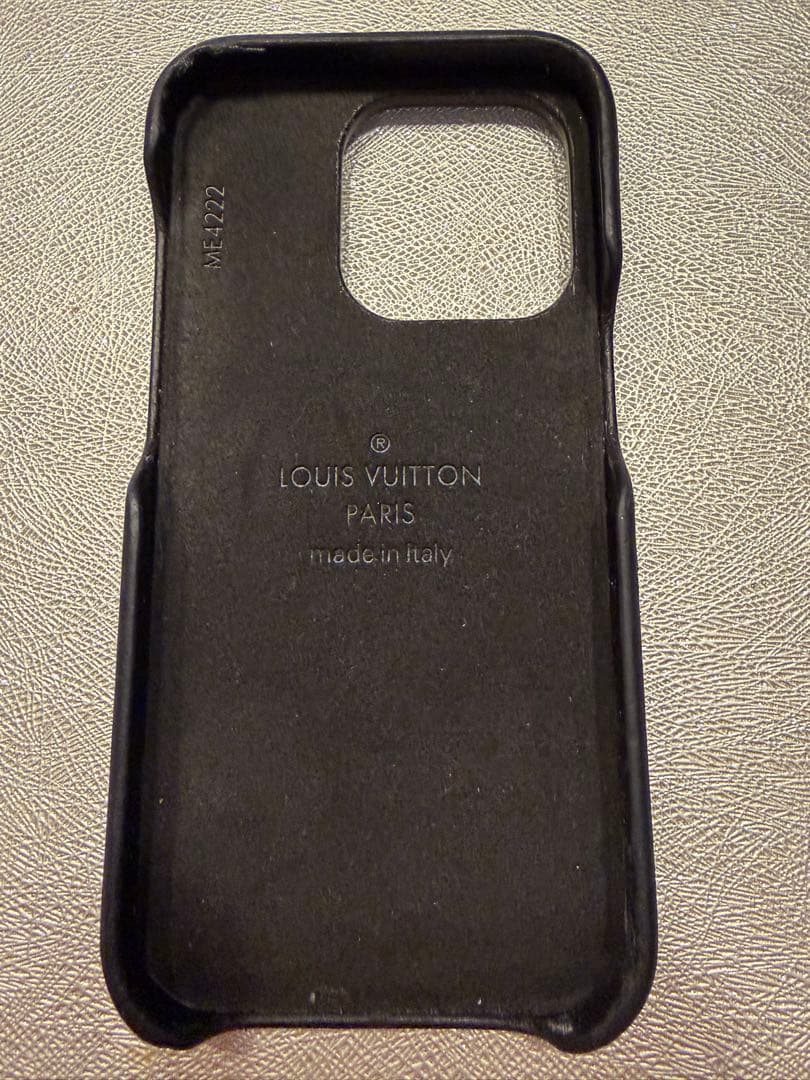 ME4222
®
LOUIS VUITTON
PARIS
made in Italy